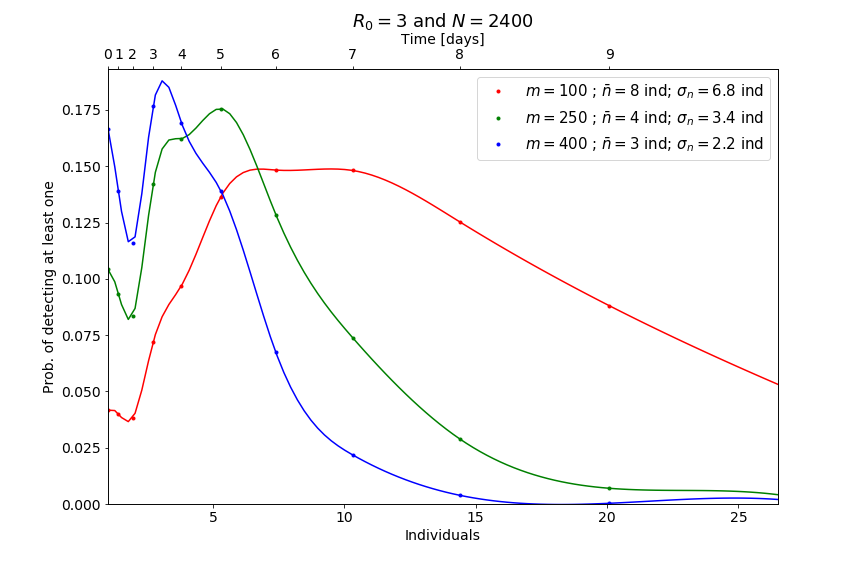 $R_0 = 3$ and $N = 2400$
Time [days]
0 1 2 3 4 5 6 7 8 9
m = 100 ; n̄ = 8 ind; σₙ = 6.8 ind
m = 250 ; n̄ = 4 ind; σₙ = 3.4 ind
m = 400 ; n̄ = 3 ind; σₙ = 2.2 ind
Prob. of detecting at least one
0.175
0.150
0.125
0.100
0.075
0.050
0.025
0.000
5 10 15 20 25
Individuals